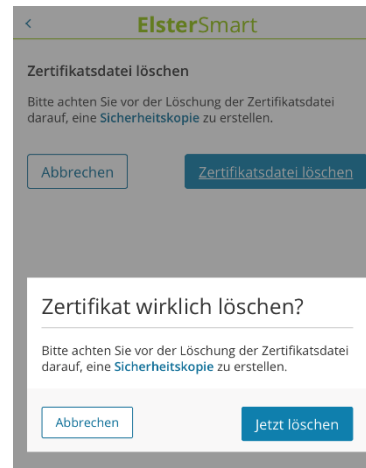 ElsterSmart
Zertifikatsdatei löschen
Bitte achten Sie vor der Löschung der Zertifikatsdatei
darauf, eine Sicherheitskopie zu erstellen.
Abbrechen
Zertifikatsdatei löschen
Zertifikat wirklich löschen?
Bitte achten Sie vor der Löschung der Zertifikatsdatei
darauf, eine Sicherheitskopie zu erstellen.
Abbrechen
Jetzt löschen